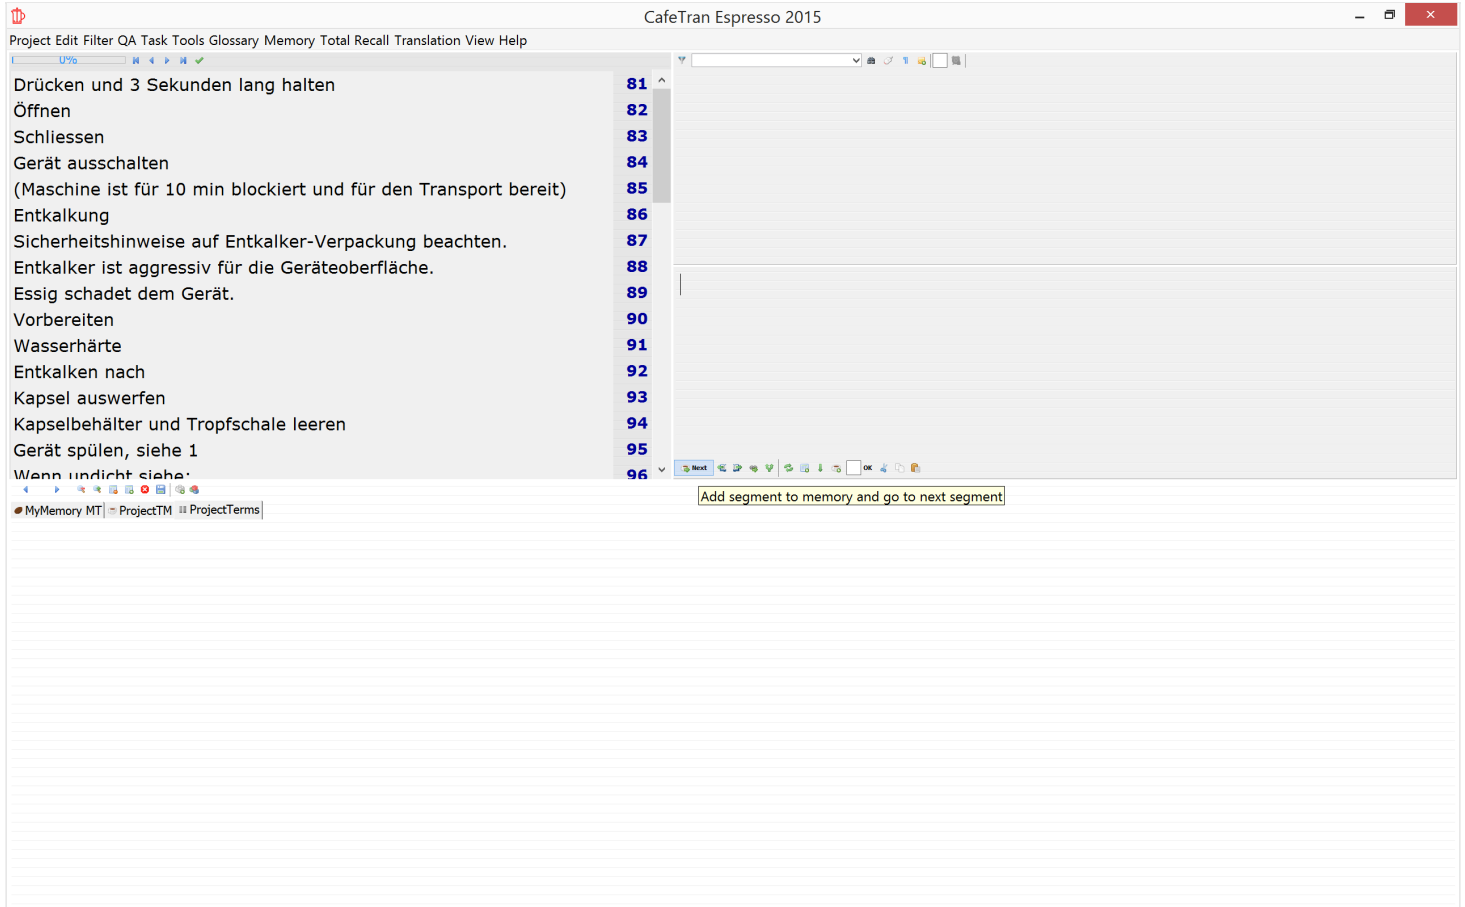 CafeTran Espresso 2015
Project Edit Filter QA Task Tools Glossary Memory Total Recall Translation View Help
0%
Drücken und 3 Sekunden lang halten 81
Öffnen 82
Schliessen 83
Gerät ausschalten 84
(Maschine ist für 10 min blockiert und für den Transport bereit) 85
Entkalkung 86
Sicherheitshinweise auf Entkalker-Verpackung beachten. 87
Entkalker ist aggressiv für die Geräteoberfläche. 88
Essig schadet dem Gerät. 89
Vorbereiten 90
Wasserhärte 91
Entkalken nach 92
Kapsel auswerfen 93
Kapselbehälter und Tropfschale leeren 94
Gerät spülen, siehe 1 95
Wenn undicht siehe: 96
Next OK
Add segment to memory and go to next segment
MyMemory MT ProjectTM ProjectTerms